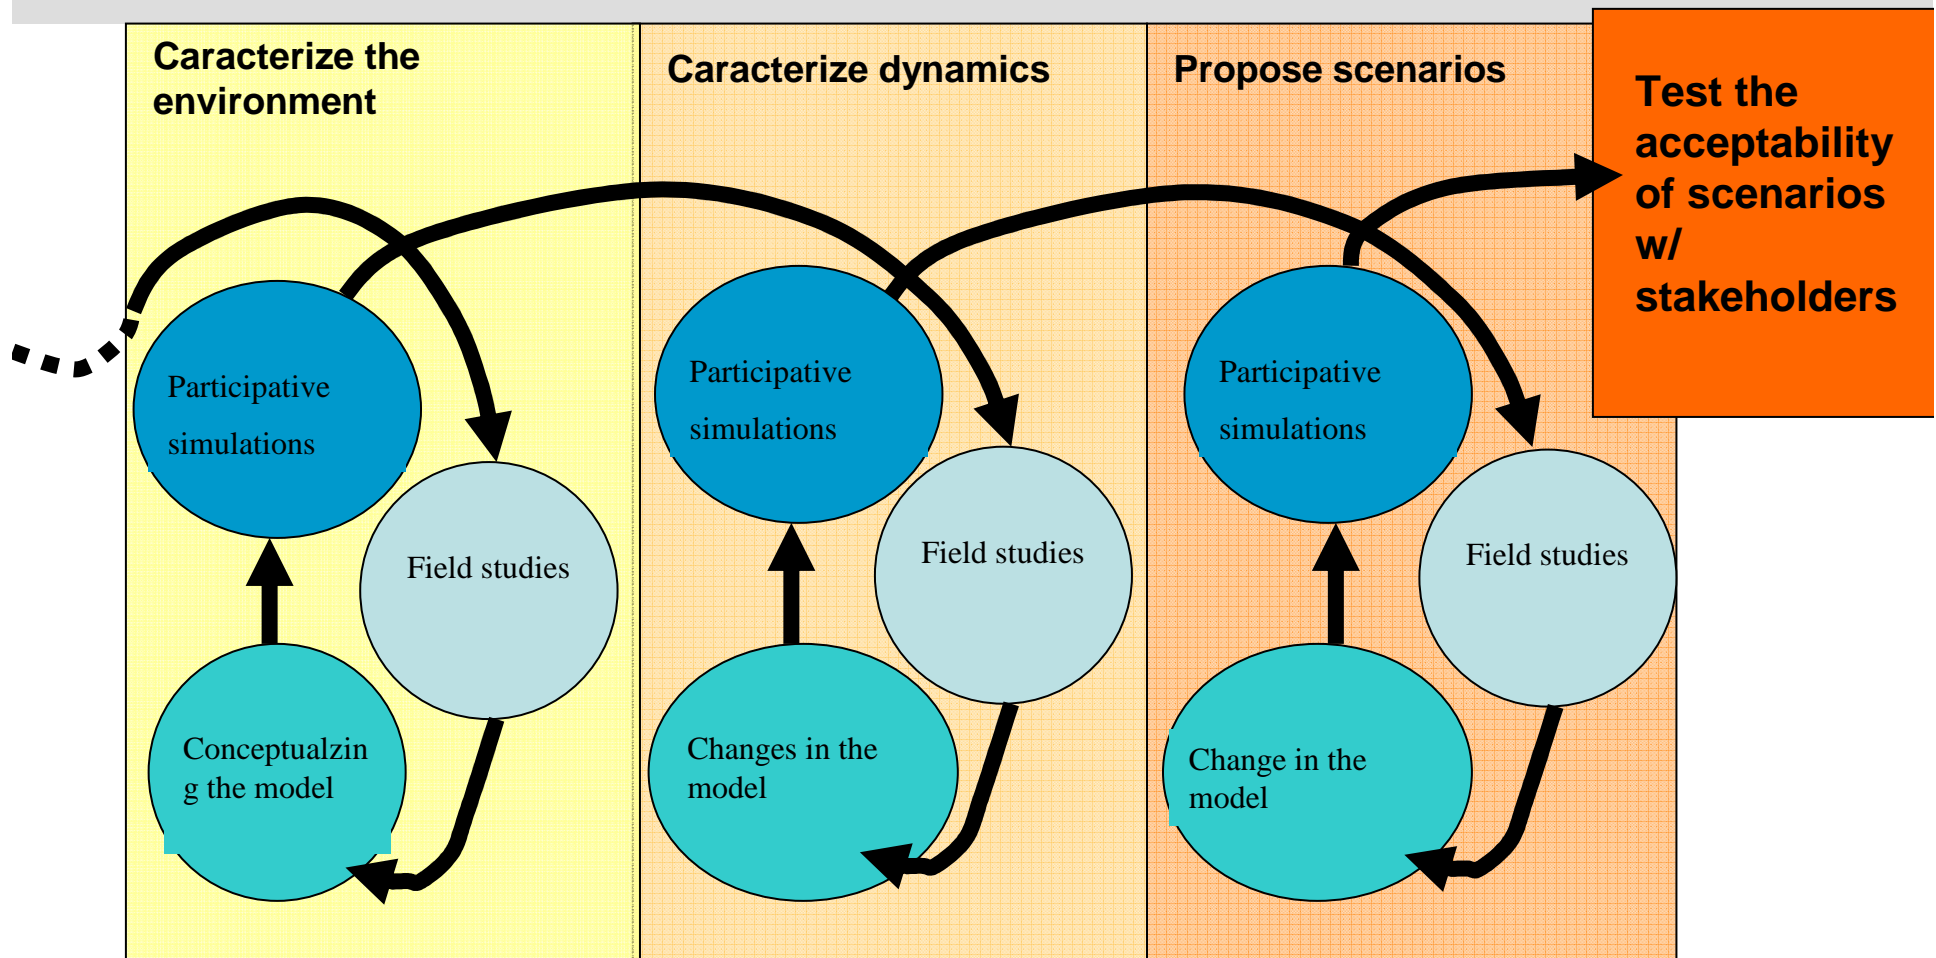 Caracterize the
environment
Caracterize dynamics
Propose scenarios
Test the
acceptability
of scenarios
w/
stakeholders
Participative
simulations
Field studies
Conceptualzin
g the model
Participative
simulations
Field studies
Changes in the
model
Participative
simulations
Field studies
Change in the
model